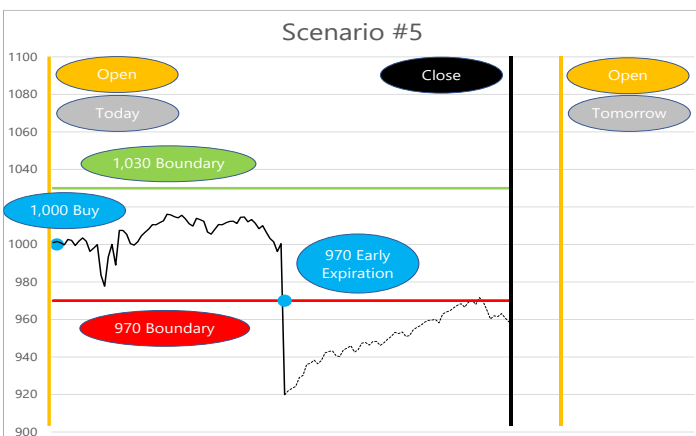 Scenario #5
1100
1080
1060
1040
1020
1000
980
960
940
920
900
Open
Today
Close
Open
Tomorrow
1,030 Boundary
1,000 Buy
970 Early
Expiration
970 Boundary